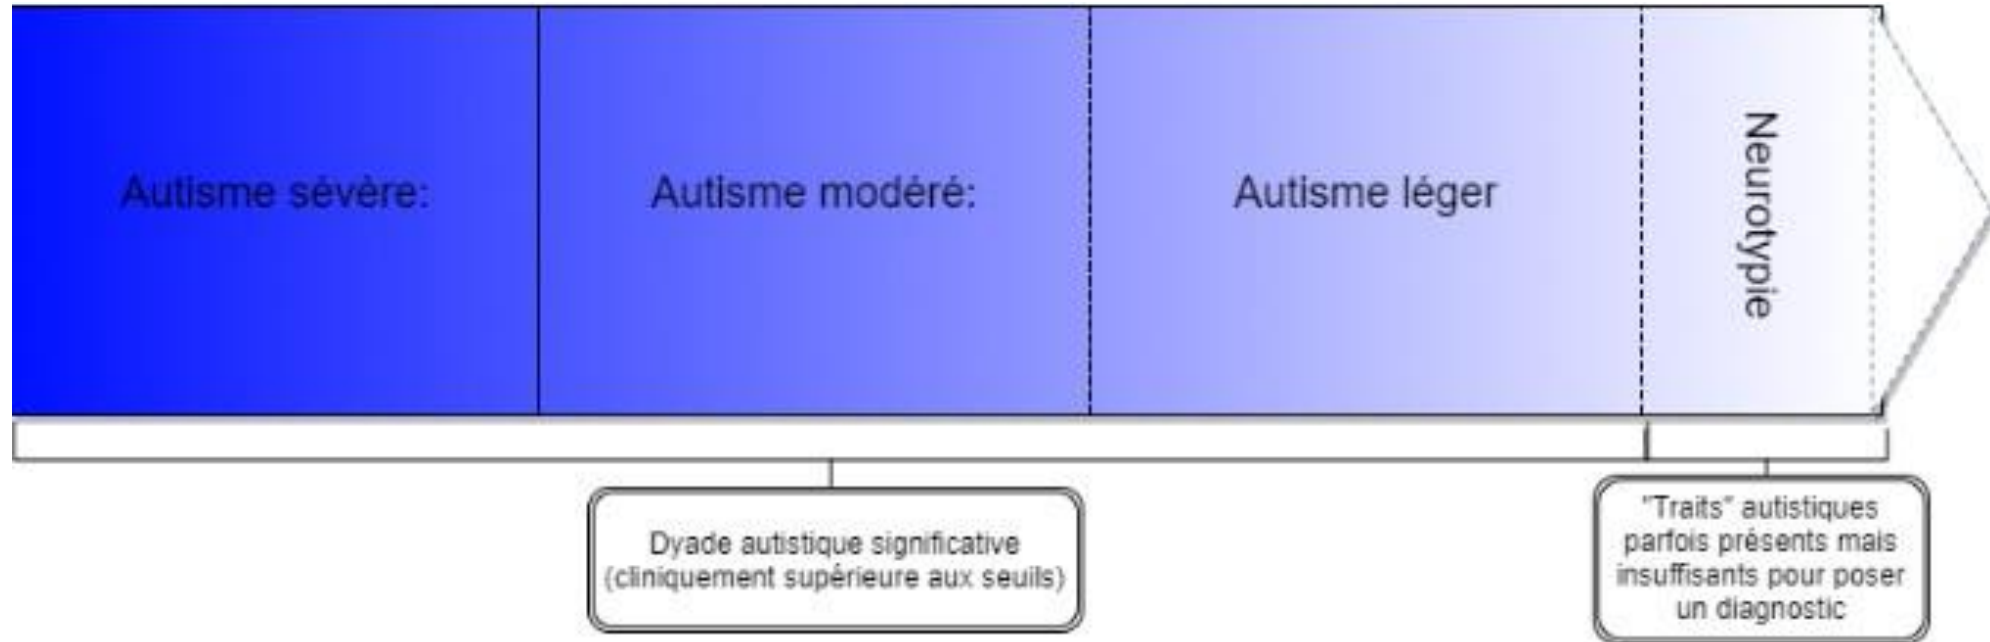 Autisme sévère:
Autisme modéré:
Autisme léger
Neurotypie
Dyade autistique significative
(cliniquement supérieure aux seuils)
"Traits" autistiques
parfois présents mais
insuffisants pour poser
un diagnostic